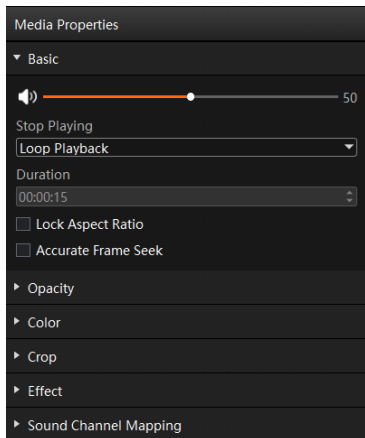 Media Properties
Basic
50
Stop Playing
Loop Playback
Duration
00:00:15
Lock Aspect Ratio
Accurate Frame Seek
Opacity
Color
Crop
Effect
Sound Channel Mapping